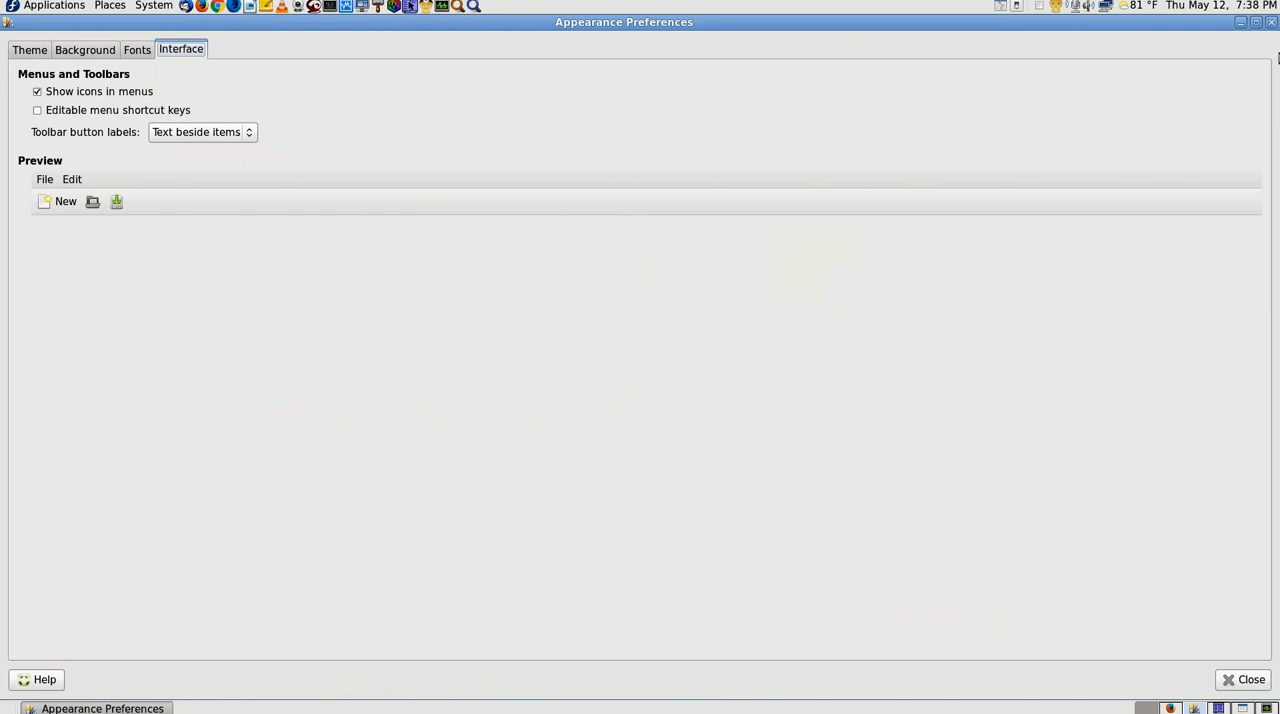 Applications Places System 81 °F Thu May 12, 7:38 PM
Appearance Preferences
Theme Background Fonts Interface
Menus and Toolbars
Show icons in menus
Editable menu shortcut keys
Toolbar button labels: Text beside items
Preview
File Edit
New
Help Close
Appearance Preferences